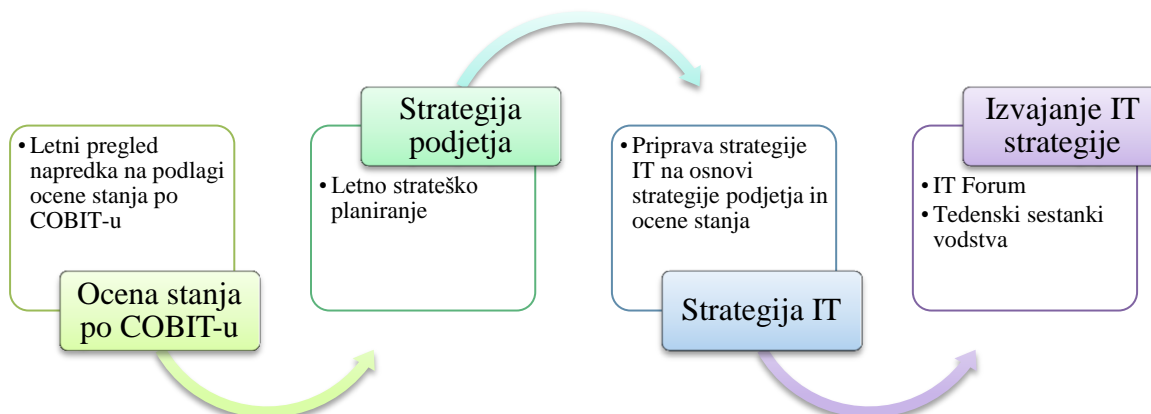 • Letni pregled
napredka na podlagi
ocene stanja po
COBIT-u
Ocena stanja
po COBIT-u
Strategija
podjetja
• Letno strateško
planiranje
• Priprava strategije
IT na osnovi
strategije podjetja in
ocene stanja
Strategija IT
Izvajanje IT
strategije
• IT Forum
• Tedenski sestanki
vodstva